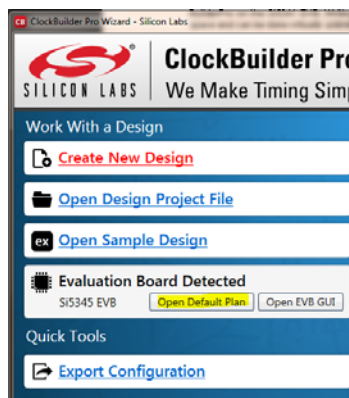 CB ClockBuilder Pro Wizard - Silicon Labs
SILICON LABS
ClockBuilder Pr
We Make Timing Simp
Work With a Design
Create New Design
Open Design Project File
ex Open Sample Design
Evaluation Board Detected
Si5345 EVB Open Default Plan Open EVB GUI
Quick Tools
Export Configuration